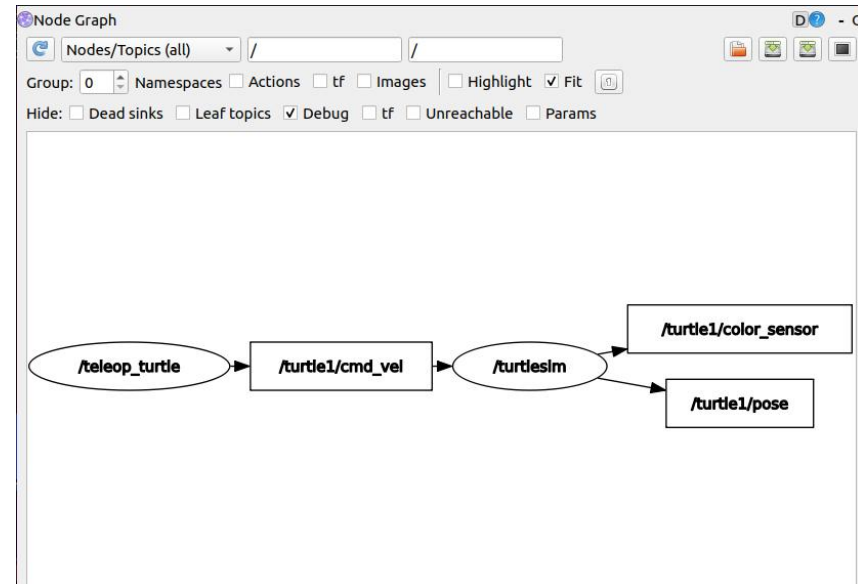 Node Graph D ? - C
Nodes/Topics (all) / /
Group: 0 Namespaces Actions tf Images Highlight Fit
Hide: Dead sinks Leaf topics Debug tf Unreachable Params
/turtle1/color_sensor
/teleop_turtle /turtle1/cmd_vel /turtlesim
/turtle1/pose